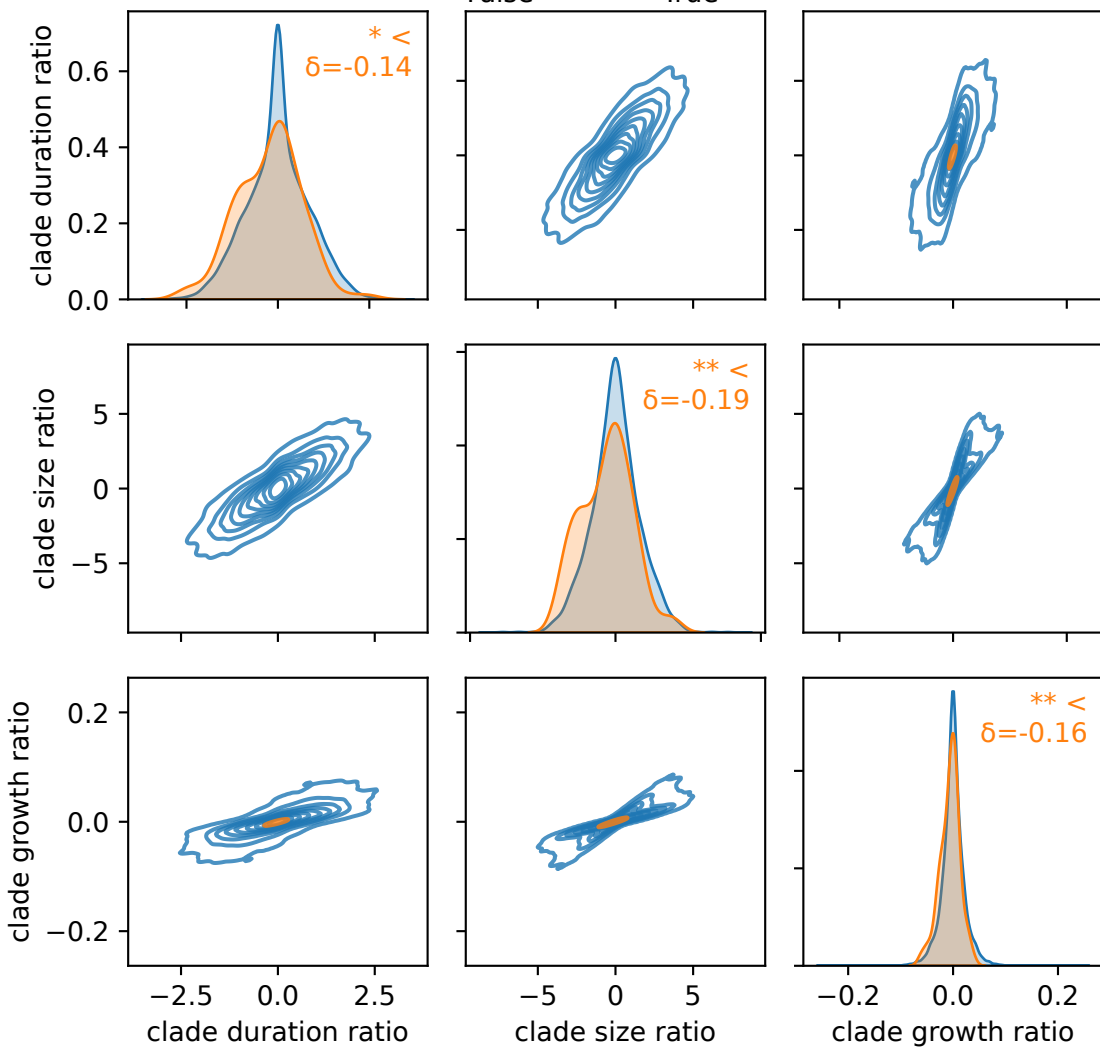 clade duration ratio
0.6
0.4
0.2
0.0
* <
δ=-0.14
clade size ratio
5
0
−5
** <
δ=-0.19
clade growth ratio
0.2
0.0
−0.2
** <
δ=-0.16
−2.5 0.0 2.5
−5 0 5
−0.2 0.0 0.2
clade duration ratio
clade size ratio
clade growth ratio